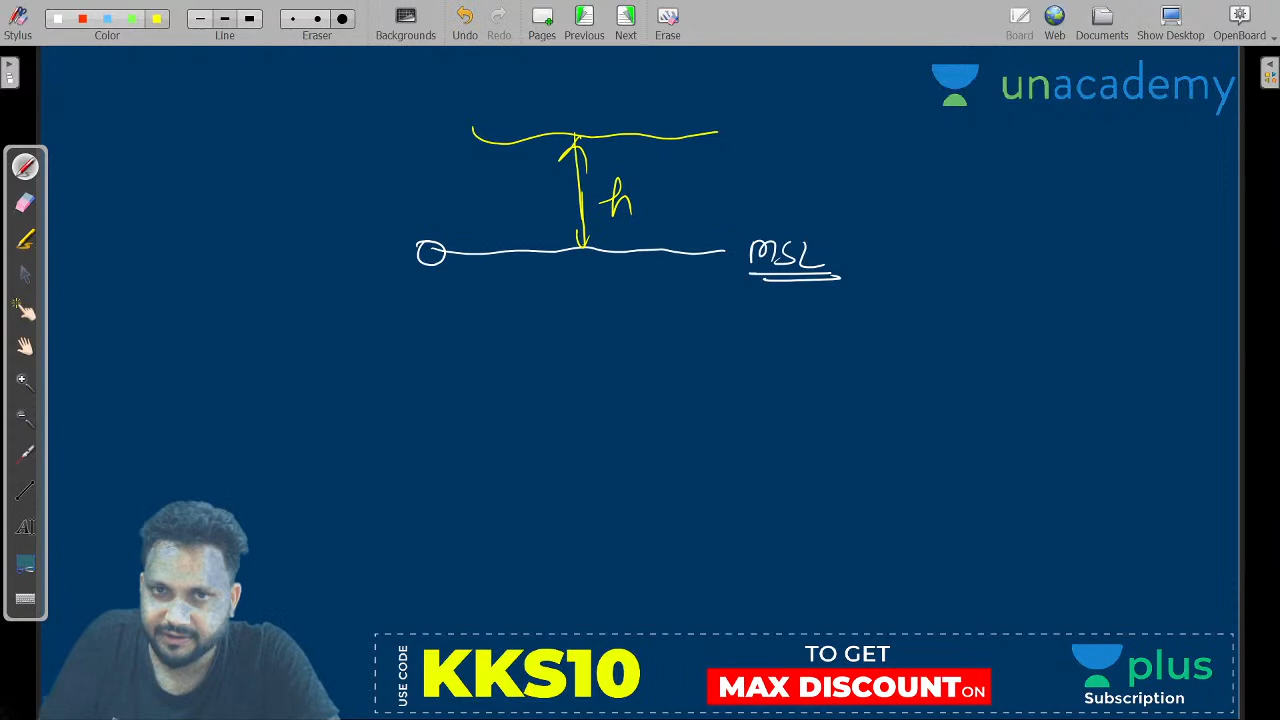 Stylus Color Line Eraser Backgrounds Undo Redo Pages Previous Next Erase Board Web Documents Show Desktop OpenBoard
unacademy
h
MSL
AI
USE CODE
KKS10
TO GET
MAX DISCOUNT ON
plus
Subscription